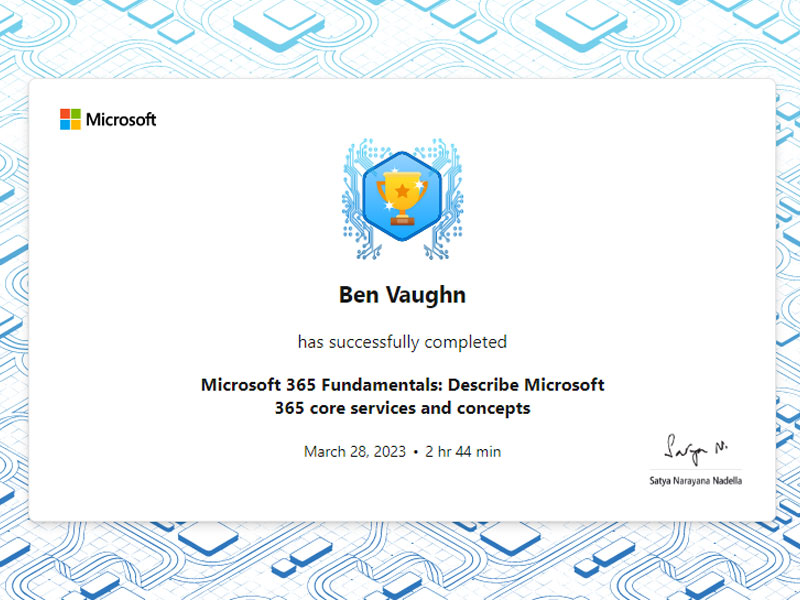 Microsoft
Ben Vaughn
has successfully completed
Microsoft 365 Fundamentals: Describe Microsoft
365 core services and concepts
March 28, 2023 • 2 hr 44 min
Satya N.
Satya Narayana Nadella